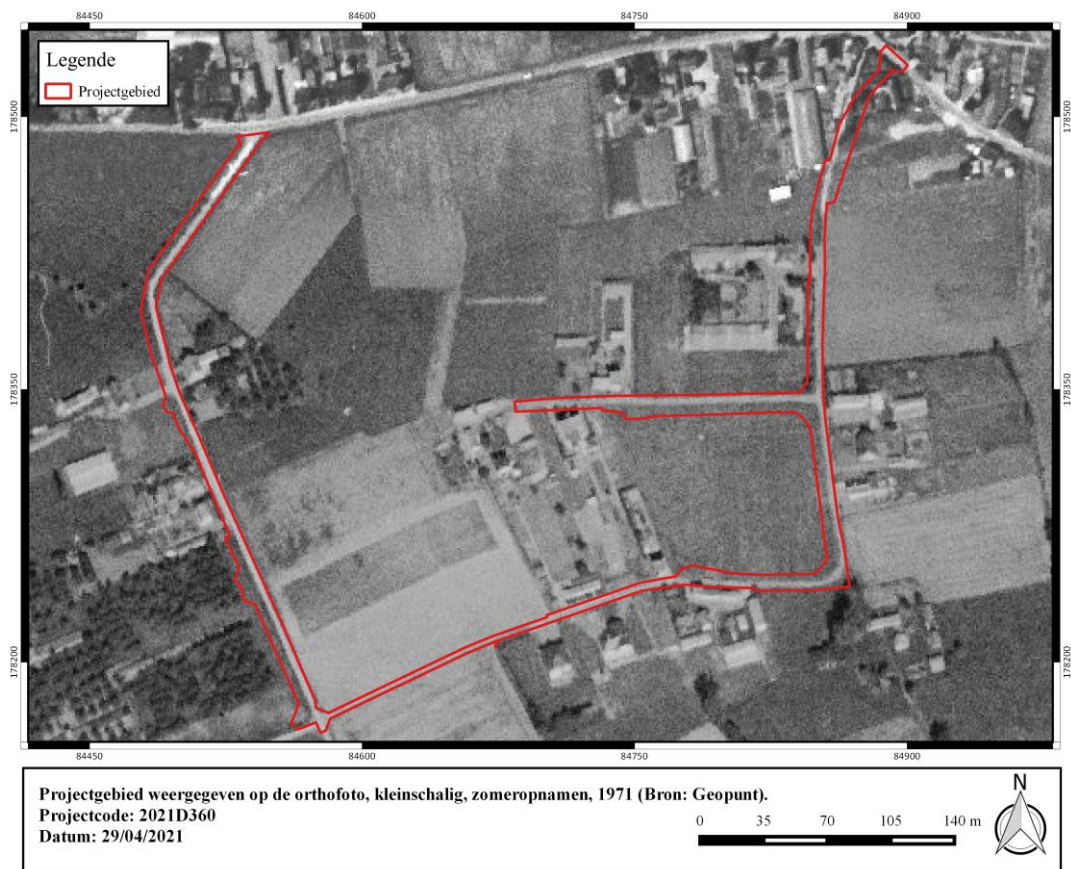 84450 84600 84750 84900
Legende
Projectgebied
178500 178500
178350 178350
178200 178200
84450 84600 84750 84900
Projectgebied weergegeven op de orthofoto, kleinschalig, zomeropnamen, 1971 (Bron: Geopunt).
Projectcode: 2021D360
Datum: 29/04/2021
0 35 70 105 140 m
N